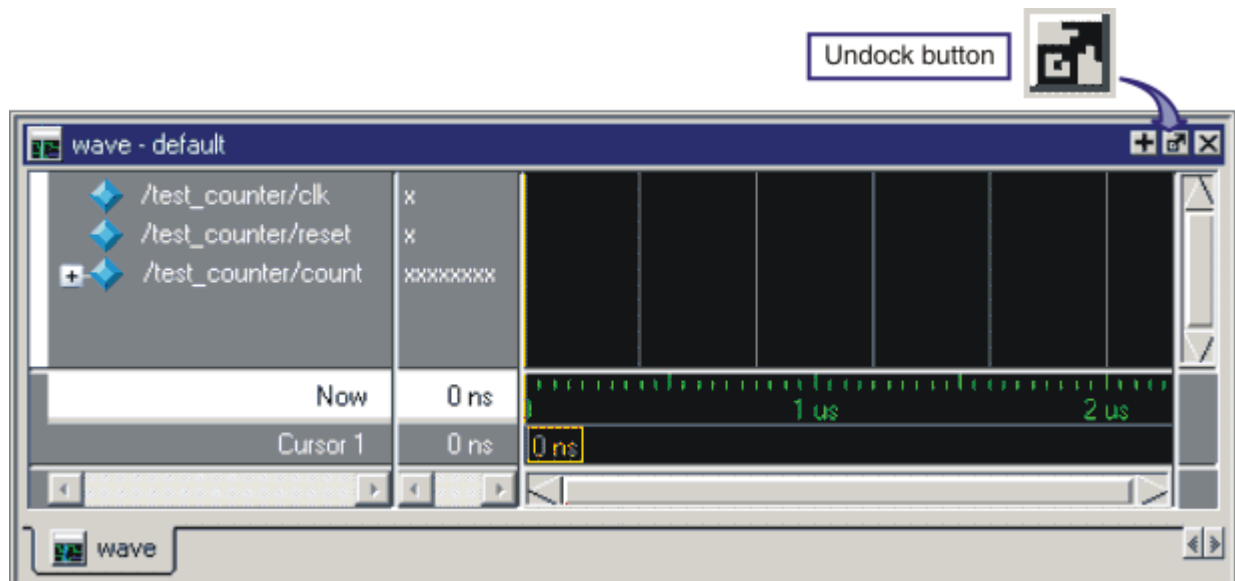 Undock button
wave - default
/test_counter/clk x
/test_counter/reset x
/test_counter/count xxxxxxxx
Now 0 ns
1 us 2 us
Cursor 1 0 ns 0 ns
wave